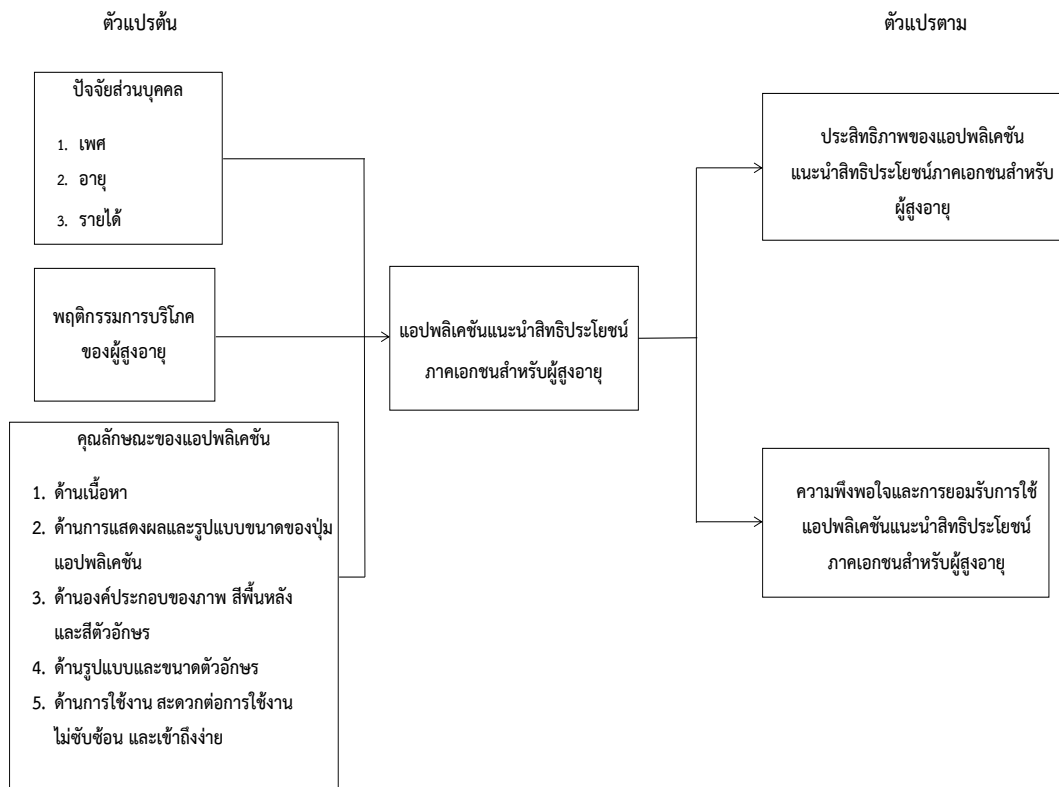 ตัวแปรต้น
ตัวแปรตาม
ปัจจัยส่วนบุคคล
1. เพศ
2. อายุ
3. รายได้
พฤติกรรมการบริโภค
ของผู้สูงอายุ
คุณลักษณะของแอปพลิเคชัน
1. ด้านเนื้อหา
2. ด้านการแสดงผลและรูปแบบขนาดของปุ่ม
แอปพลิเคชัน
3. ด้านองค์ประกอบของภาพ สีพื้นหลัง
และสีตัวอักษร
4. ด้านรูปแบบและขนาดตัวอักษร
5. ด้านการใช้งาน สะดวกต่อการใช้งาน
ไม่ซับซ้อน และเข้าถึงง่าย
แอปพลิเคชันแนะนำสิทธิประโยชน์
ภาคเอกชนสำหรับผู้สูงอายุ
ประสิทธิภาพของแอปพลิเคชัน
แนะนำสิทธิประโยชน์ภาคเอกชนสำหรับ
ผู้สูงอายุ
ความพึงพอใจและการยอมรับการใช้
แอปพลิเคชันแนะนำสิทธิประโยชน์
ภาคเอกชนสำหรับผู้สูงอายุ